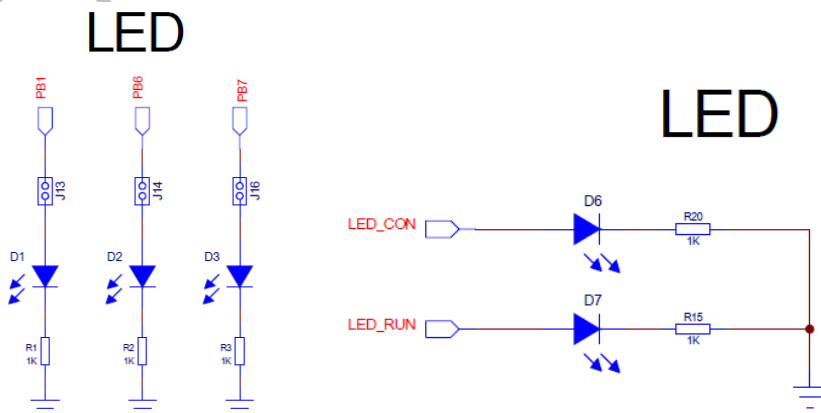 LED
PB1
PB6
PB7
J13
J14
J16
D1
D2
D3
R1
1K
R2
1K
R3
1K
LED
LED_CON
D6
R20
1K
LED_RUN
D7
R15
1K